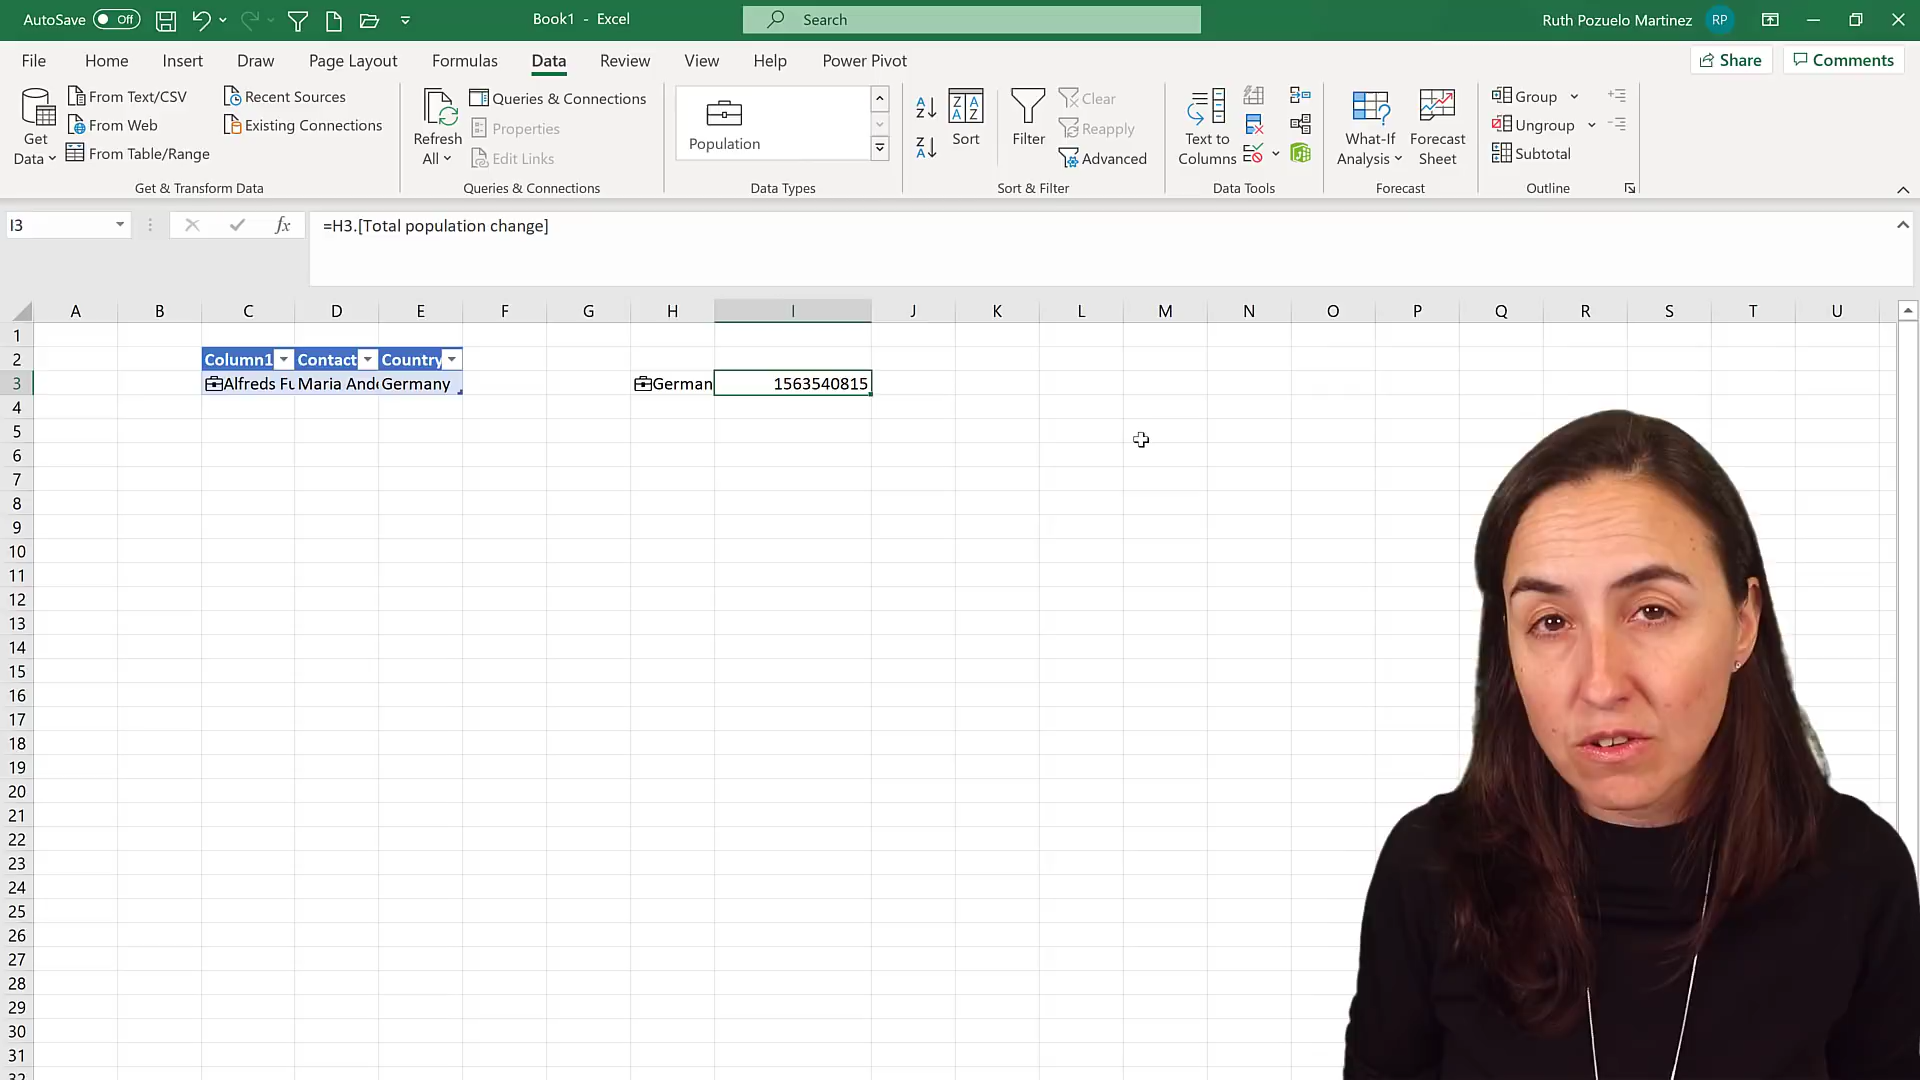 AutoSave Off Book1 - Excel Search Ruth Pozuelo Martinez RP
File Home Insert Draw Page Layout Formulas Data Review View Help Power Pivot Share Comments
Get Data
From Text/CSV
From Web
From Table/Range
Recent Sources
Existing Connections
Get & Transform Data
Refresh All
Queries & Connections
Properties
Edit Links
Queries & Connections
Population
Data Types
Sort
Filter
Clear
Reapply
Advanced
Sort & Filter
Text to Columns
Data Tools
What-If Analysis
Forecast Sheet
Forecast
Group
Ungroup
Subtotal
Outline
I3 fx =H3.[Total population change]
A B C D E F G H I J K L M N O P Q R S T U
1
2 Column1 Contact Country
3 Alfreds Fu Maria Ande Germany German 1563540815
4
5
6
7
8
9
10
11
12
13
14
15
16
17
18
19
20
21
22
23
24
25
26
27
28
29
30
31
32